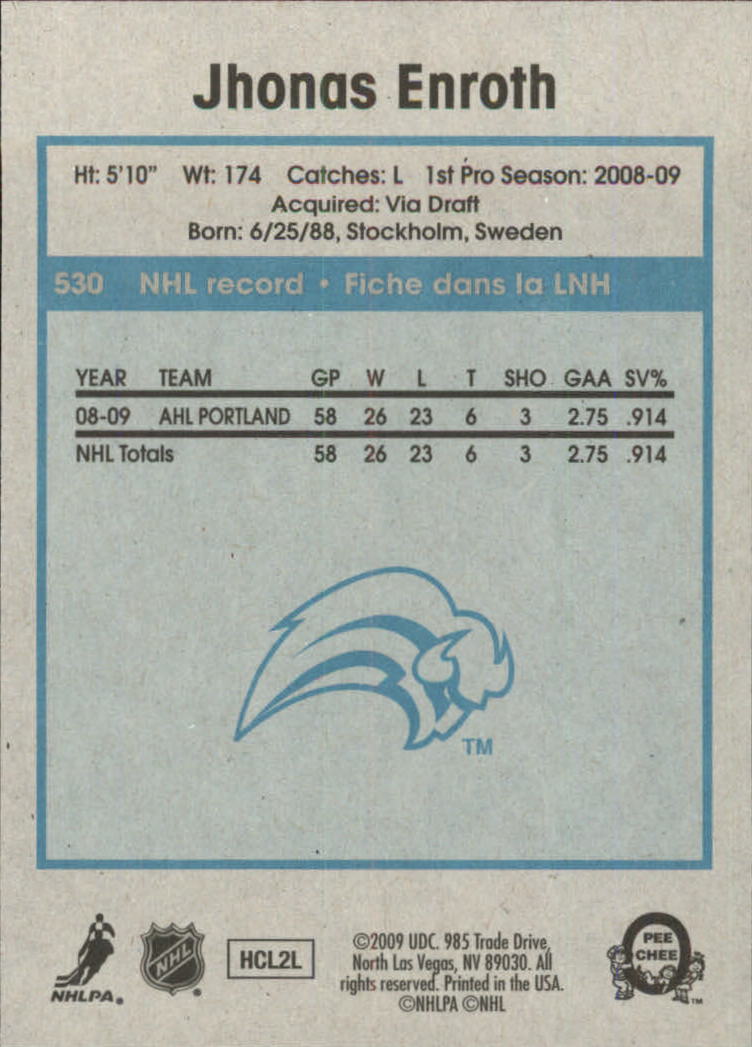 Jhonas Enroth
Ht: 5'10" Wt: 174 Catches: L 1st Pro Season: 2008-09
Acquired: Via Draft
Born: 6/25/88, Stockholm, Sweden
530 NHL record • Fiche dans la LNH
YEAR TEAM GP W L T SHO GAA SV%
08-09 AHL PORTLAND 58 26 23 6 3 2.75 .914
NHL Totals 58 26 23 6 3 2.75 .914
TM
NHLPA®
NHL ®
HCL2L
©2009 UDC. 985 Trade Drive,
North Las Vegas, NV 89030. All
rights reserved. Printed in the USA.
©NHLPA ©NHL
O
PEE
CHEE
TM